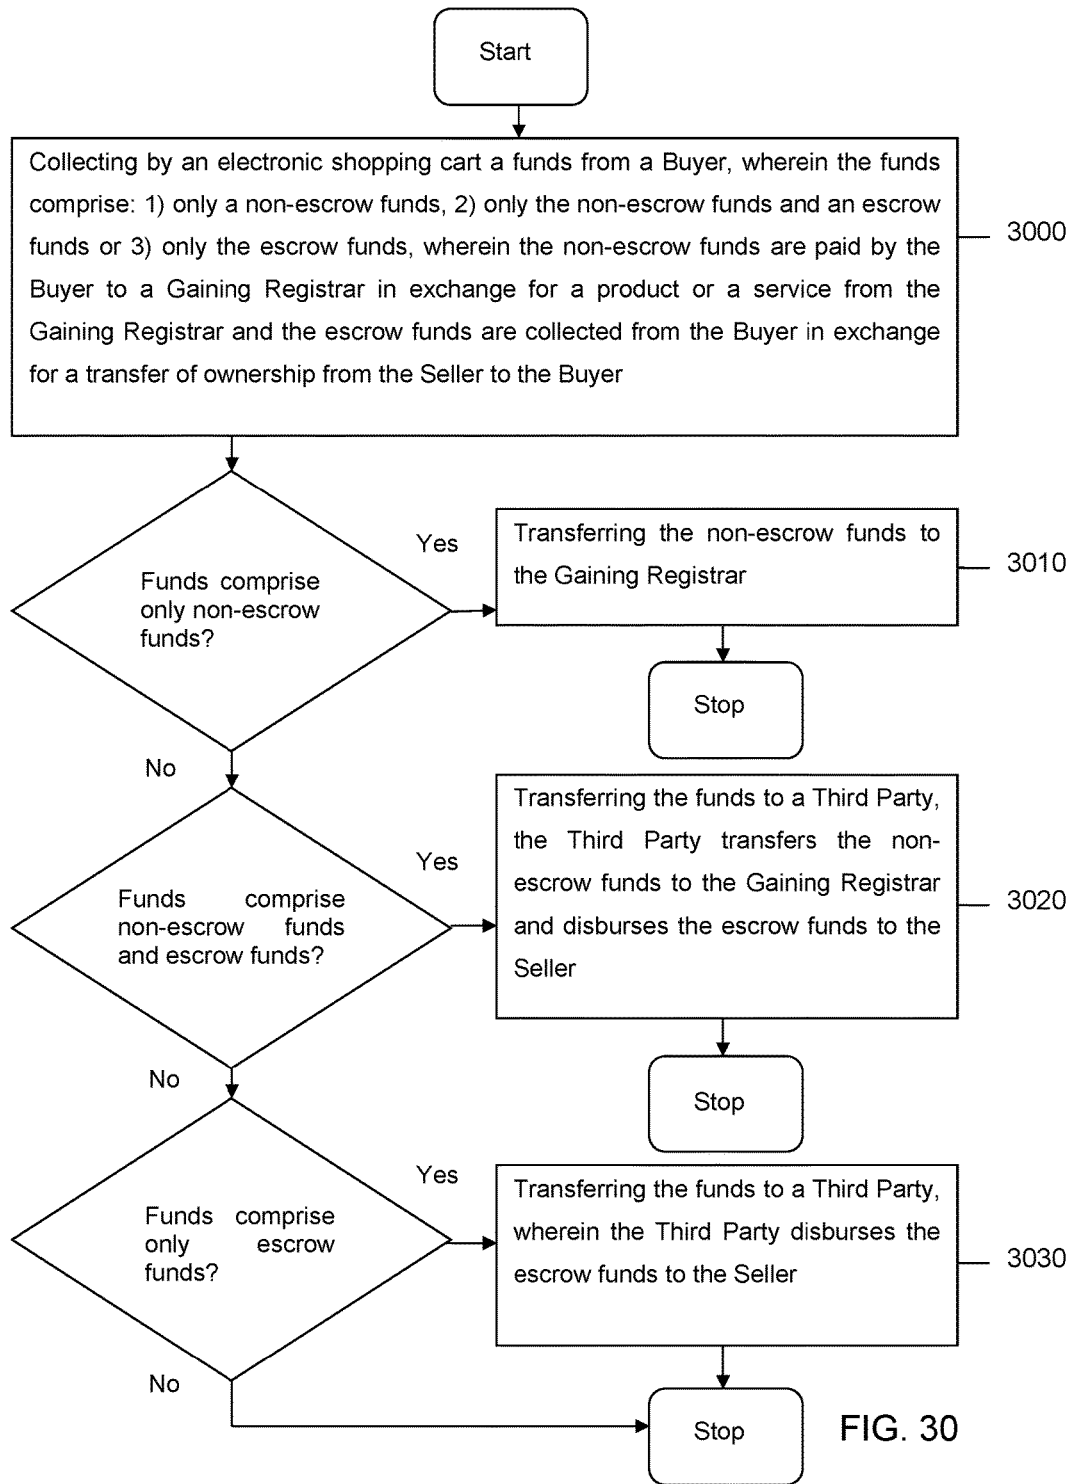 Start
Collecting by an electronic shopping cart a funds from a Buyer, wherein the funds
comprise: 1) only a non-escrow funds, 2) only the non-escrow funds and an escrow
funds or 3) only the escrow funds, wherein the non-escrow funds are paid by the
Buyer to a Gaining Registrar in exchange for a product or a service from the
Gaining Registrar and the escrow funds are collected from the Buyer in exchange
for a transfer of ownership from the Seller to the Buyer
3000
Funds comprise
only non-escrow
funds?
Yes
Transferring the non-escrow funds to
the Gaining Registrar
3010
Stop
No
Funds comprise
non-escrow funds
and escrow funds?
Yes
Transferring the funds to a Third Party,
the Third Party transfers the non-
escrow funds to the Gaining Registrar
and disburses the escrow funds to the
Seller
3020
Stop
No
Funds comprise
only escrow
funds?
Yes
Transferring the funds to a Third Party,
wherein the Third Party disburses the
escrow funds to the Seller
3030
No
Stop
FIG. 30